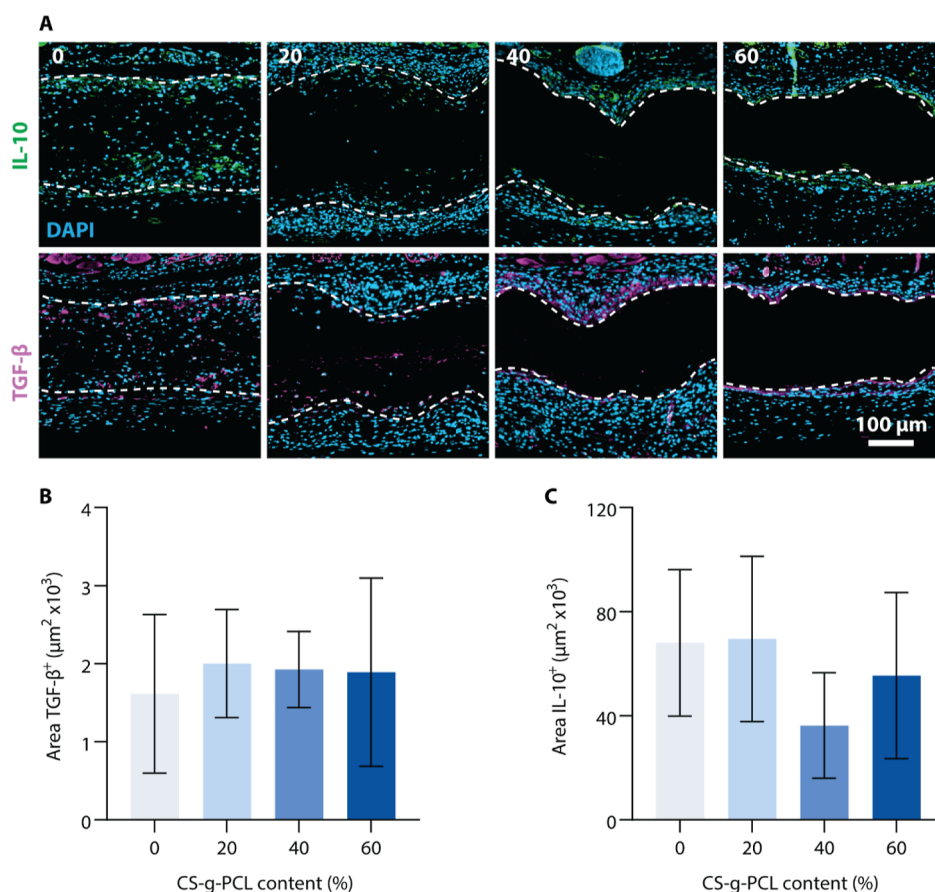 A
0 20 40 60
IL-10
DAPI
TGF-β
100 µm
B
4
3
2
1
0
Area TGF-β⁺ (µm² x10³)
0 20 40 60
CS-g-PCL content (%)
C
120
80
40
0
Area IL-10⁺ (µm² x10³)
0 20 40 60
CS-g-PCL content (%)